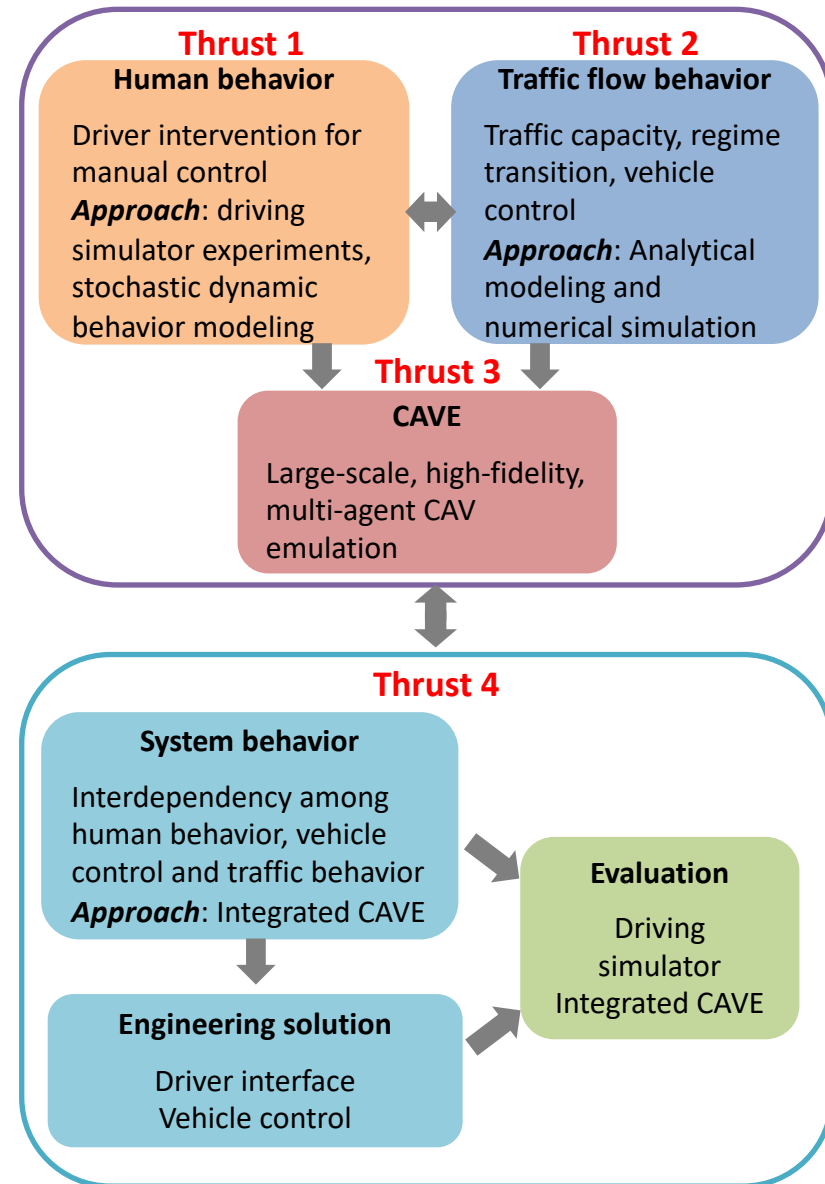 Thrust 1
Human behavior
Driver intervention for
manual control
Approach: driving
simulator experiments,
stochastic dynamic
behavior modeling
Thrust 2
Traffic flow behavior
Traffic capacity, regime
transition, vehicle
control
Approach: Analytical
modeling and
numerical simulation
Thrust 3
CAVE
Large-scale, high-fidelity,
multi-agent CAV
emulation
Thrust 4
System behavior
Interdependency among
human behavior, vehicle
control and traffic behavior
Approach: Integrated CAVE
Engineering solution
Driver interface
Vehicle control
Evaluation
Driving
simulator
Integrated CAVE